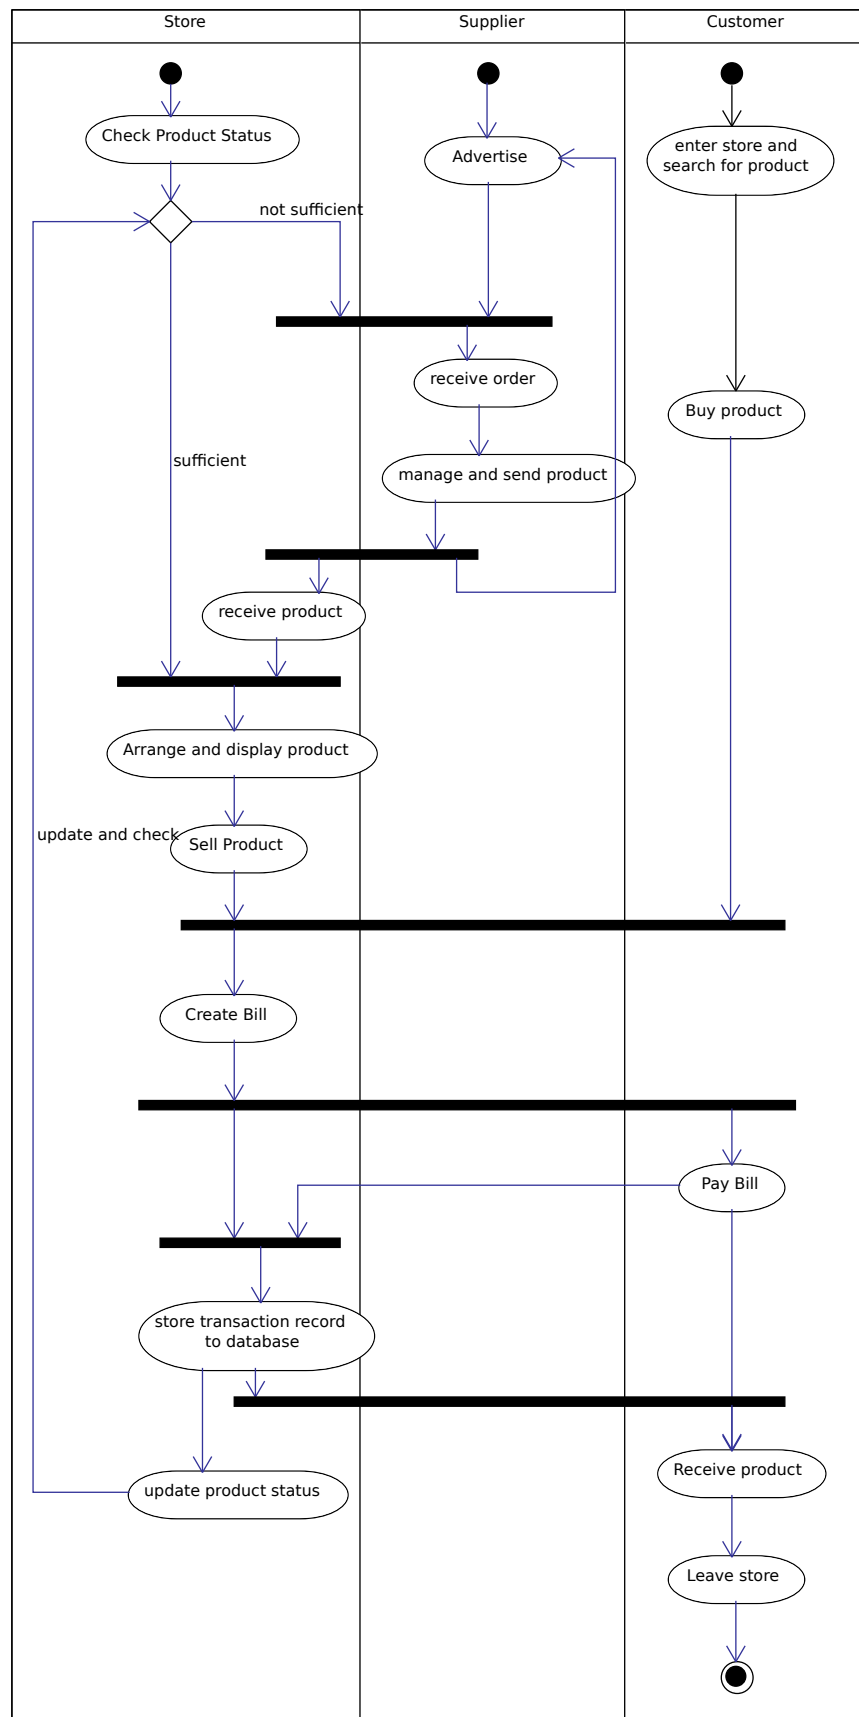 Store
Supplier
Customer
Check Product Status
Advertise
enter store and
search for product
not sufficient
receive order
Buy product
sufficient
manage and send product
receive product
Arrange and display product
update and check
Sell Product
Create Bill
Pay Bill
store transaction record
to database
Receive product
update product status
Leave store